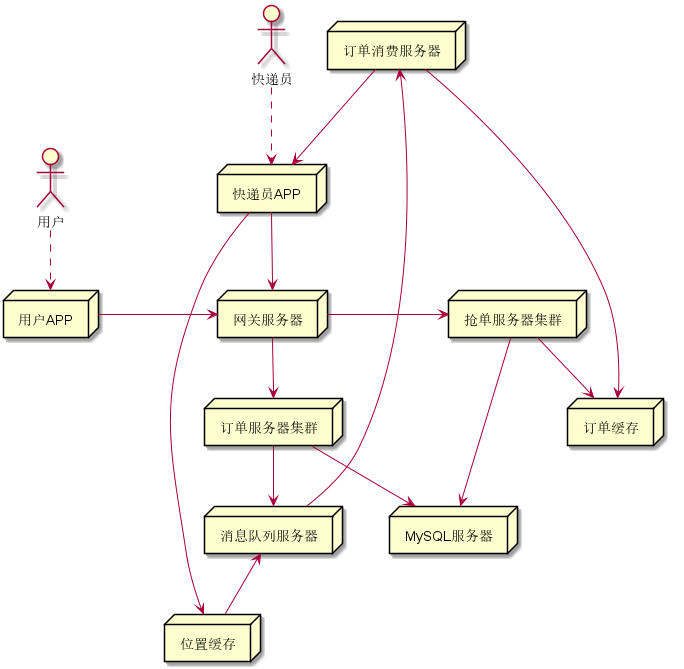 订单消费服务器
快递员
快递员APP
用户
用户APP
网关服务器
抢单服务器集群
订单服务器集群
订单缓存
消息队列服务器
MySQL服务器
位置缓存